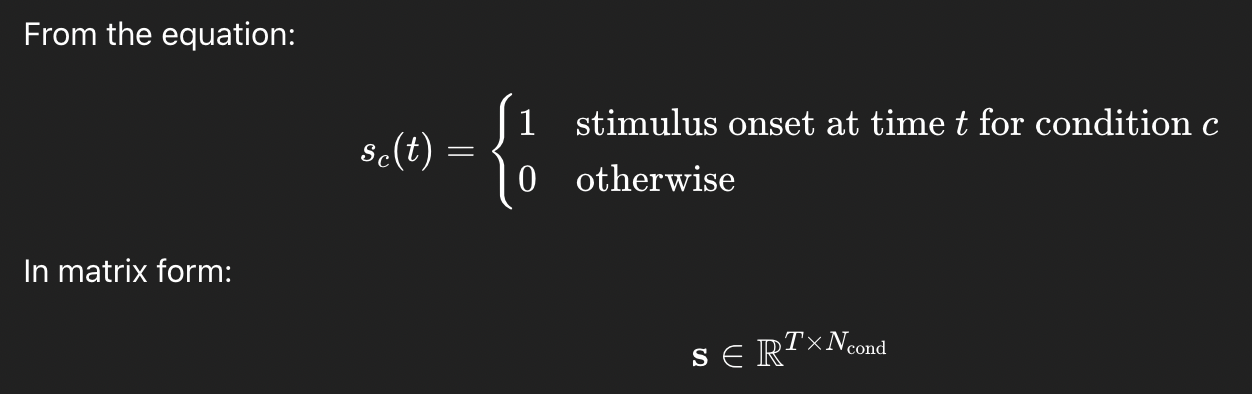 From the equation:
s_c(t) = { 1 stimulus onset at time t for condition c
0 otherwise
In matrix form:
s ∈ ℝ^{T×N_cond}